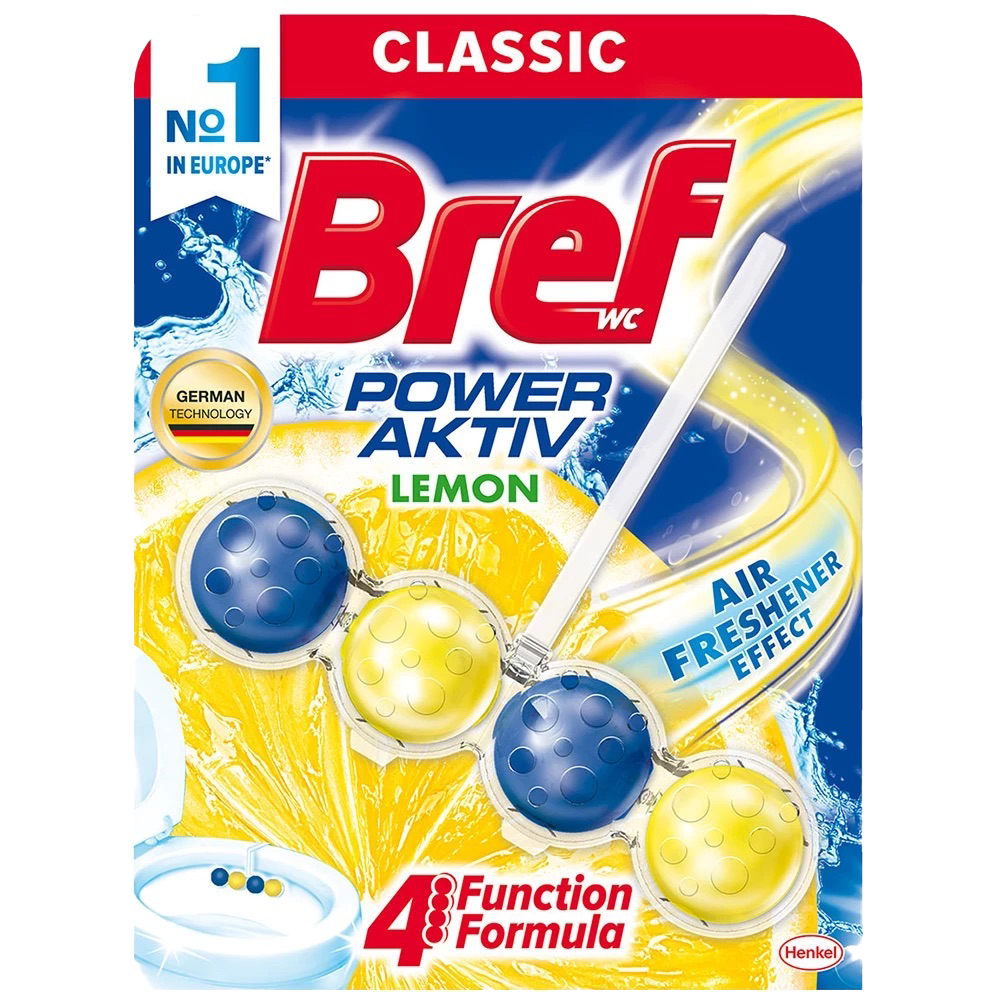 CLASSIC
No1
IN EUROPE*
Bref
WC
GERMAN
TECHNOLOGY
POWER
AKTIV
LEMON
AIR
FRESHENER
EFFECT
4 Function
Formula
Henkel